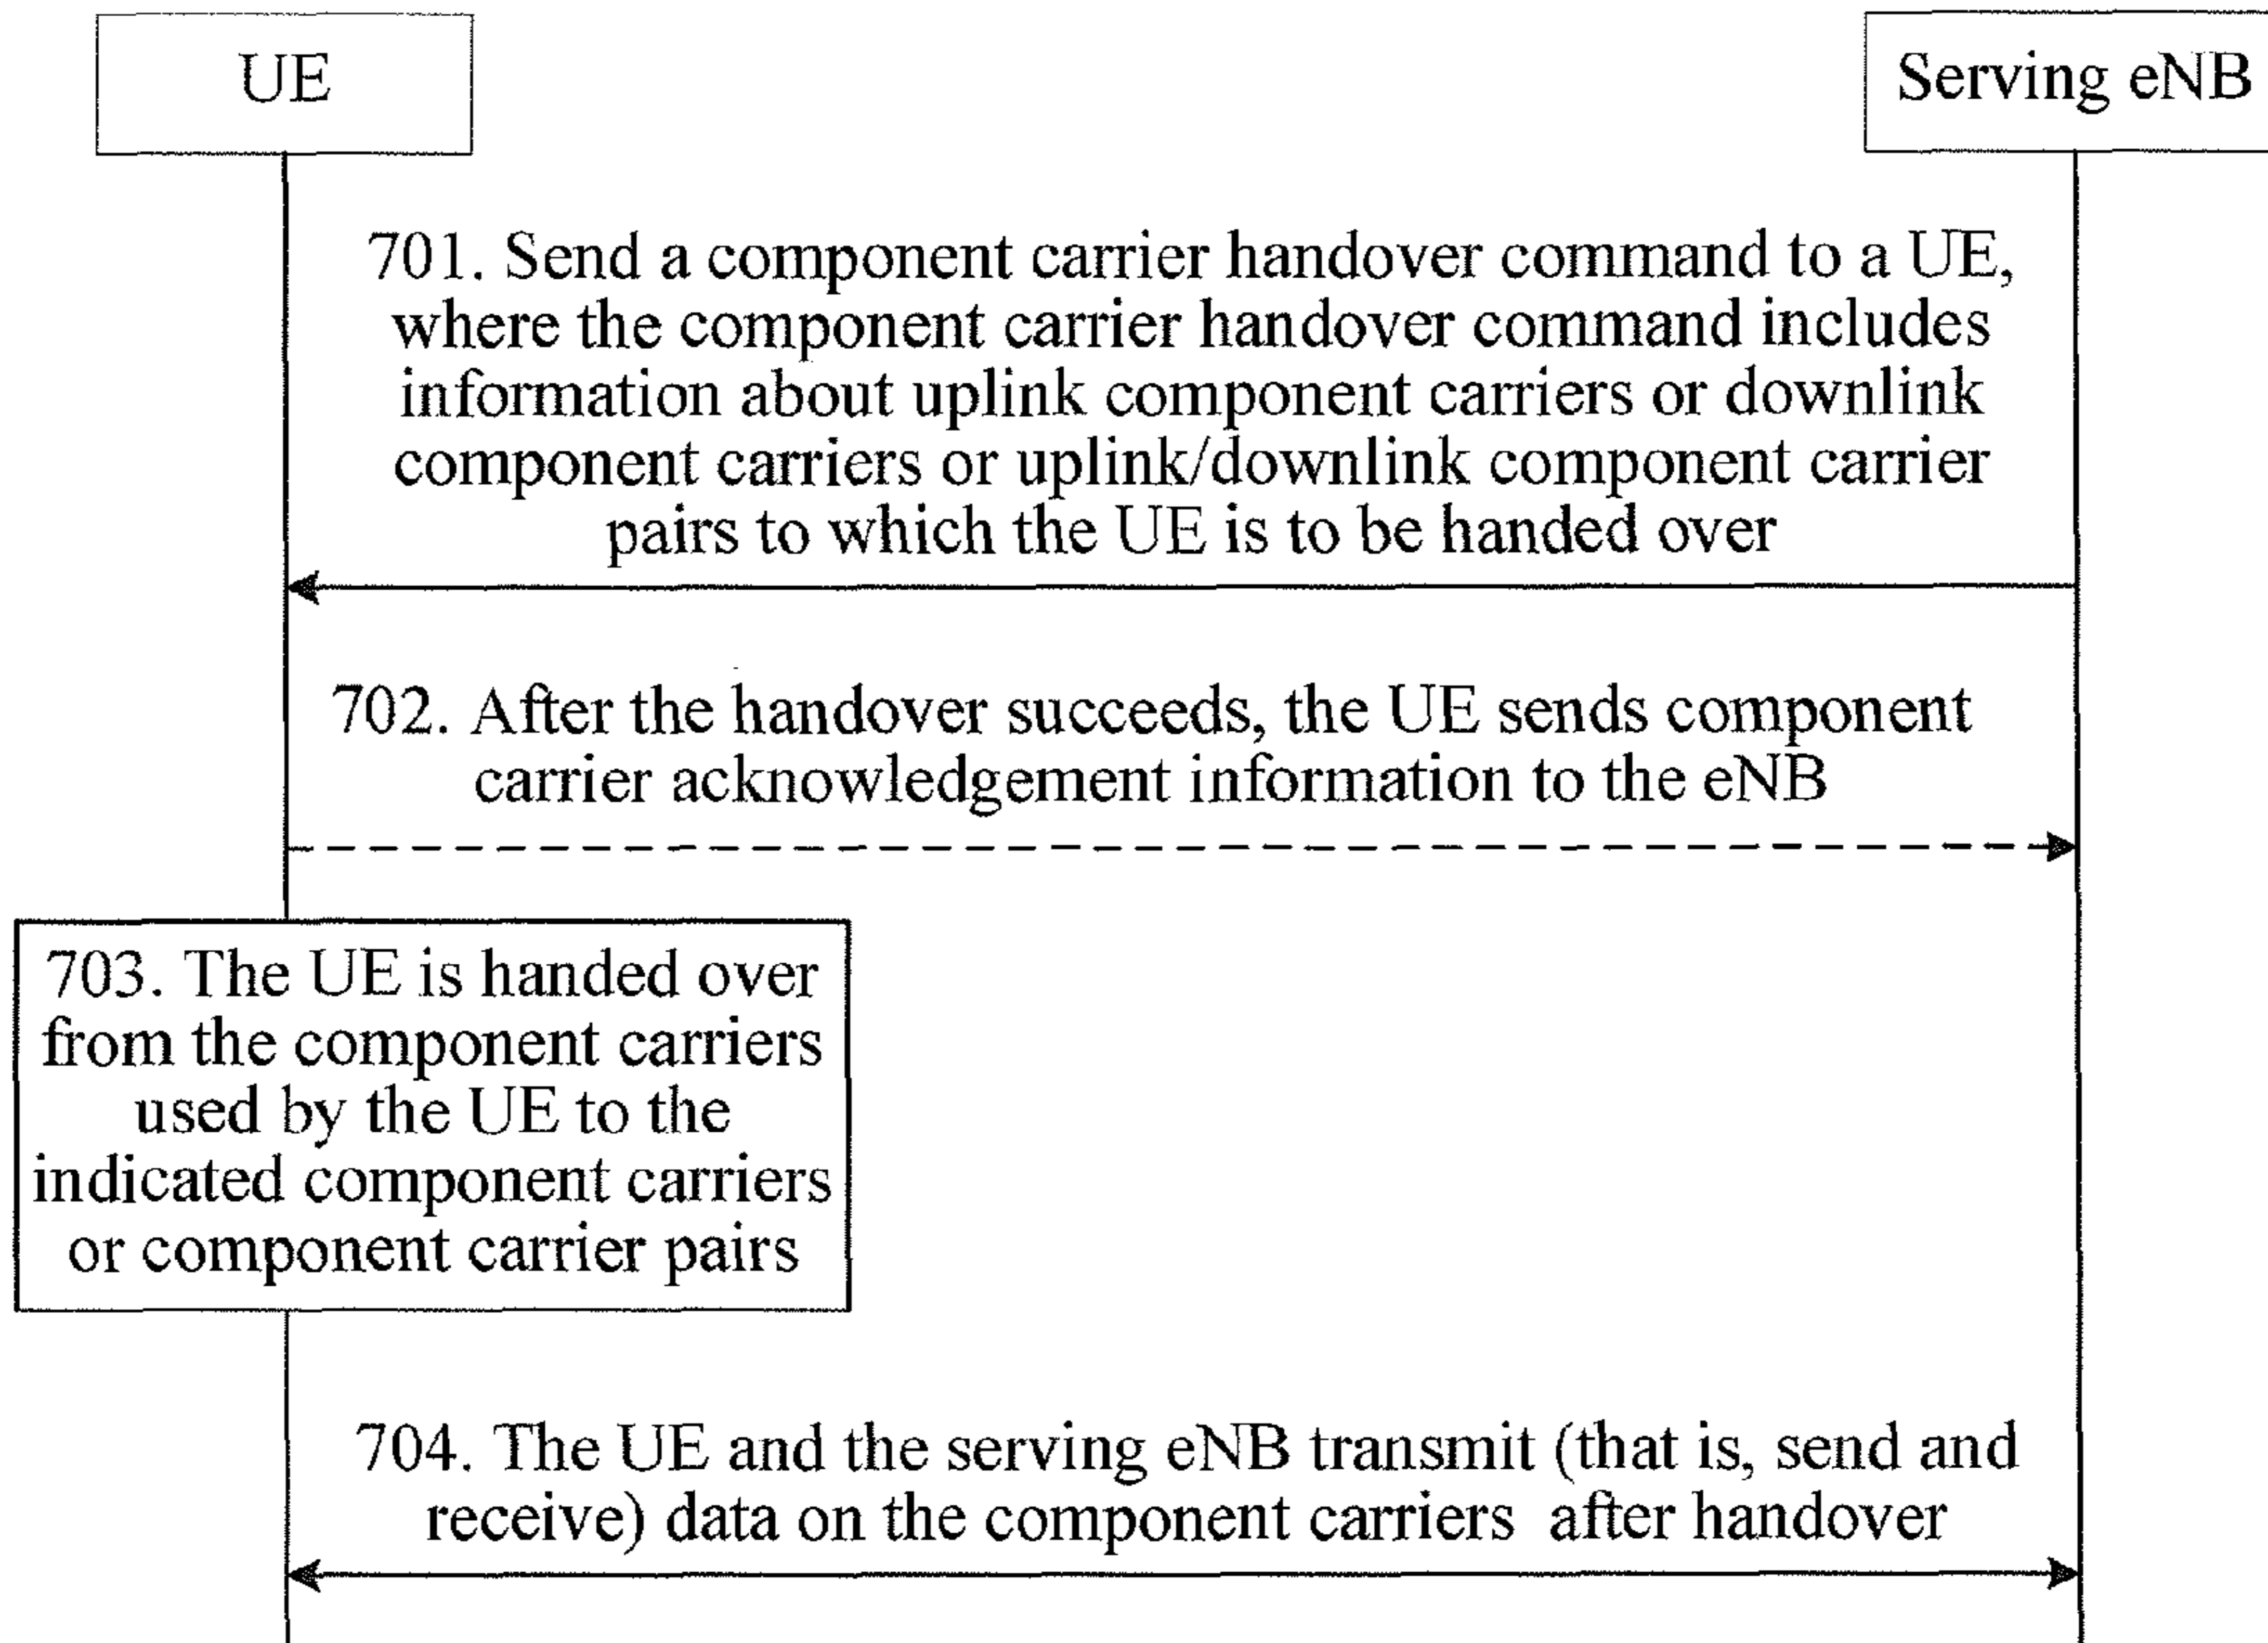 UE
Serving eNB
701. Send a component carrier handover command to a UE,
where the component carrier handover command includes
information about uplink component carriers or downlink
component carriers or uplink/downlink component carrier
pairs to which the UE is to be handed over
702. After the handover succeeds, the UE sends component
carrier acknowledgement information to the eNB
703. The UE is handed over
from the component carriers
used by the UE to the
indicated component carriers
or component carrier pairs
704. The UE and the serving eNB transmit (that is, send and
receive) data on the component carriers after handover